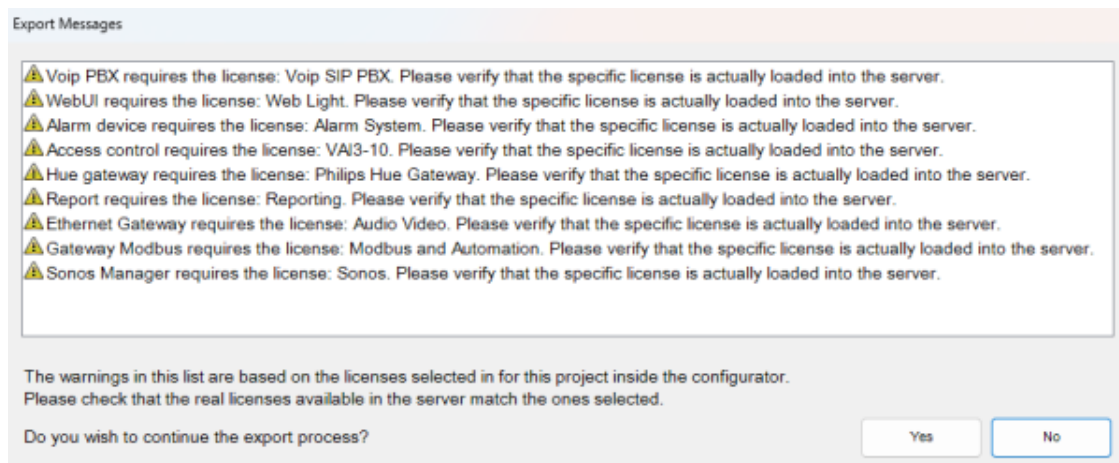 Export Messages
Voip PBX requires the license: Voip SIP PBX. Please verify that the specific license is actually loaded into the server.
WebUI requires the license: Web Light. Please verify that the specific license is actually loaded into the server.
Alarm device requires the license: Alarm System. Please verify that the specific license is actually loaded into the server.
Access control requires the license: VAI3-10. Please verify that the specific license is actually loaded into the server.
Hue gateway requires the license: Philips Hue Gateway. Please verify that the specific license is actually loaded into the server.
Report requires the license: Reporting. Please verify that the specific license is actually loaded into the server.
Ethernet Gateway requires the license: Audio Video. Please verify that the specific license is actually loaded into the server.
Gateway Modbus requires the license: Modbus and Automation. Please verify that the specific license is actually loaded into the server.
Sonos Manager requires the license: Sonos. Please verify that the specific license is actually loaded into the server.
The warnings in this list are based on the licenses selected in for this project inside the configurator.
Please check that the real licenses available in the server match the ones selected.
Do you wish to continue the export process?
Yes
No